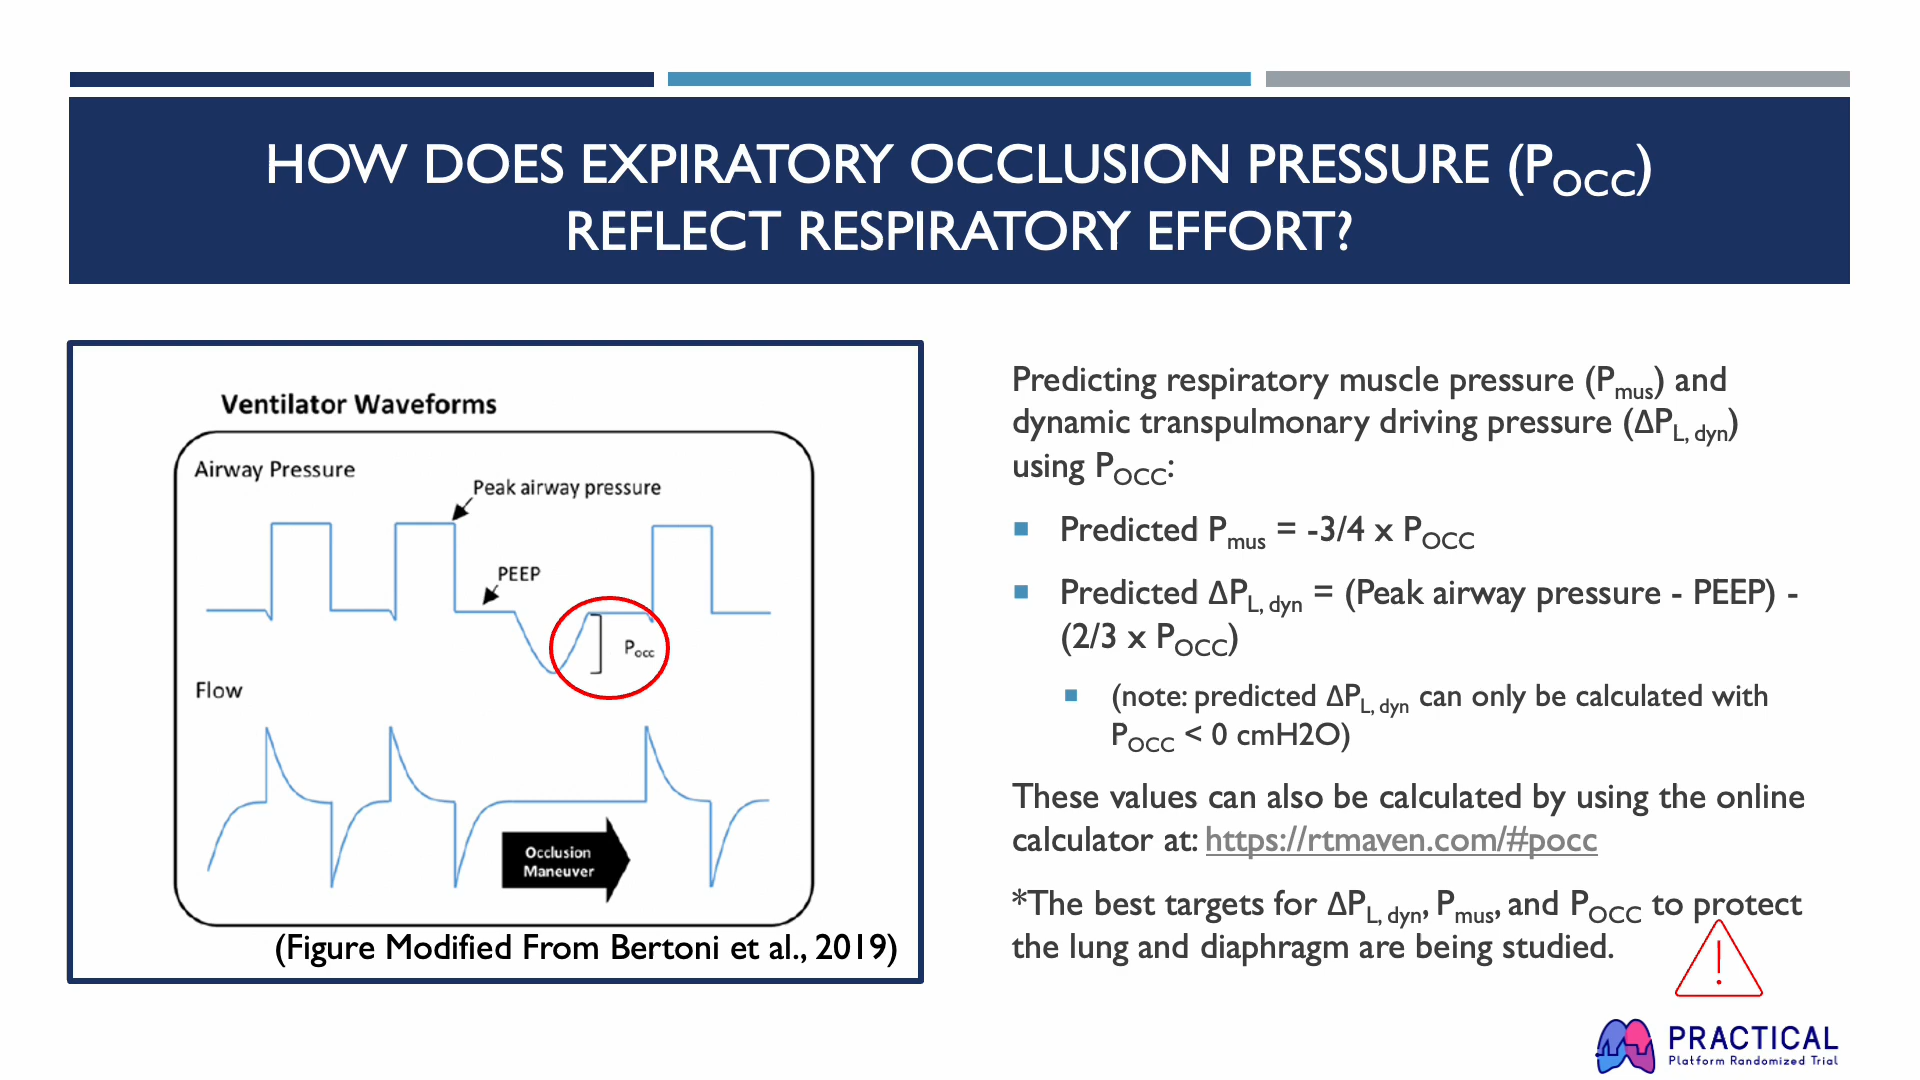 HOW DOES EXPIRATORY OCCLUSION PRESSURE (POCC)
REFLECT RESPIRATORY EFFORT?
Ventilator Waveforms
Airway Pressure
Peak airway pressure
PEEP
Pocc
Flow
Occlusion
Maneuver
(Figure Modified From Bertoni et al., 2019)
Predicting respiratory muscle pressure (Pmus) and
dynamic transpulmonary driving pressure (ΔPL, dyn)
using POCC:
Predicted Pmus = -3/4 x POCC
Predicted ΔPL, dyn = (Peak airway pressure - PEEP) -
(2/3 x POCC)
(note: predicted ΔPL, dyn can only be calculated with
POCC < 0 cmH2O)
These values can also be calculated by using the online
calculator at: https://rtmaven.com/#pocc
*The best targets for ΔPL, dyn, Pmus, and POCC to protect
the lung and diaphragm are being studied.
PRACTICAL
Platform Randomized Trial